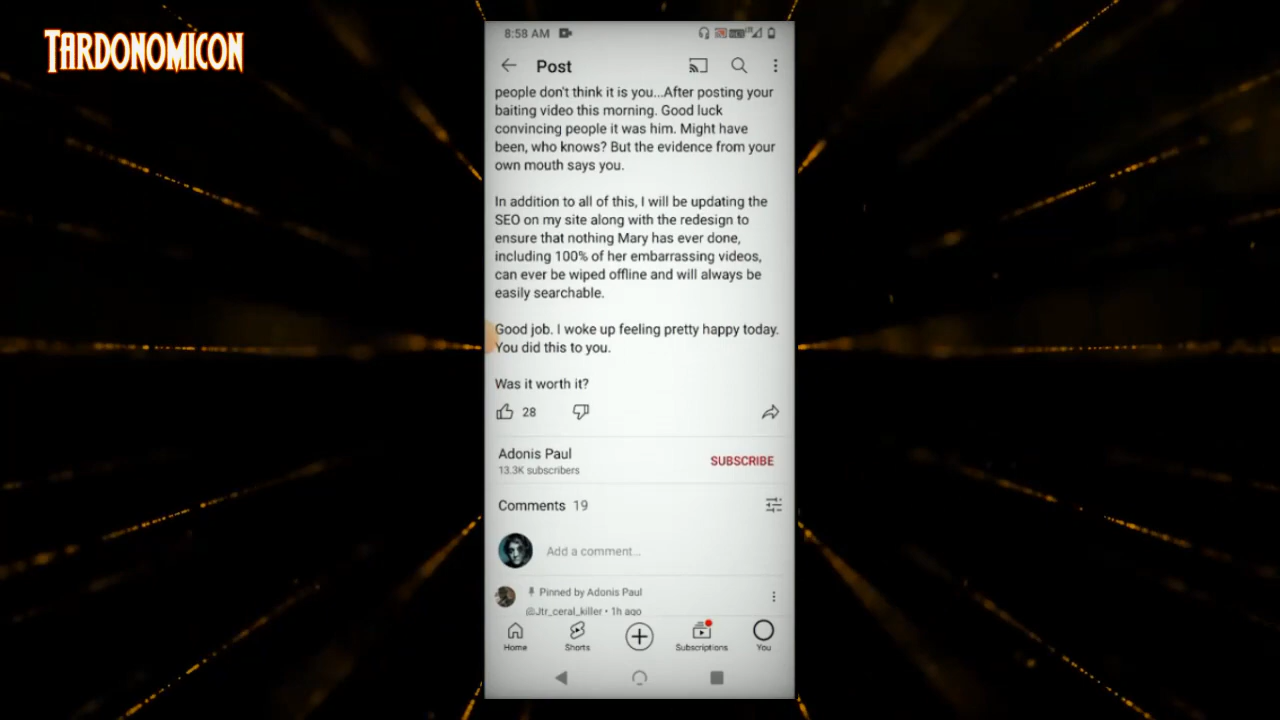 TARDONOMICON
8:58 AM
Post
people don't think it is you...After posting your
baiting video this morning. Good luck
convincing people it was him. Might have
been, who knows? But the evidence from your
own mouth says you.
In addition to all of this, I will be updating the
SEO on my site along with the redesign to
ensure that nothing Mary has ever done,
including 100% of her embarrassing videos,
can ever be wiped offline and will always be
easily searchable.
Good job. I woke up feeling pretty happy today.
You did this to you.
Was it worth it?
28
Adonis Paul
13.3K subscribers
SUBSCRIBE
Comments 19
Add a comment...
Pinned by Adonis Paul
@Jtr_ceral_killer • 1h ago
Home
Shorts
Subscriptions
You